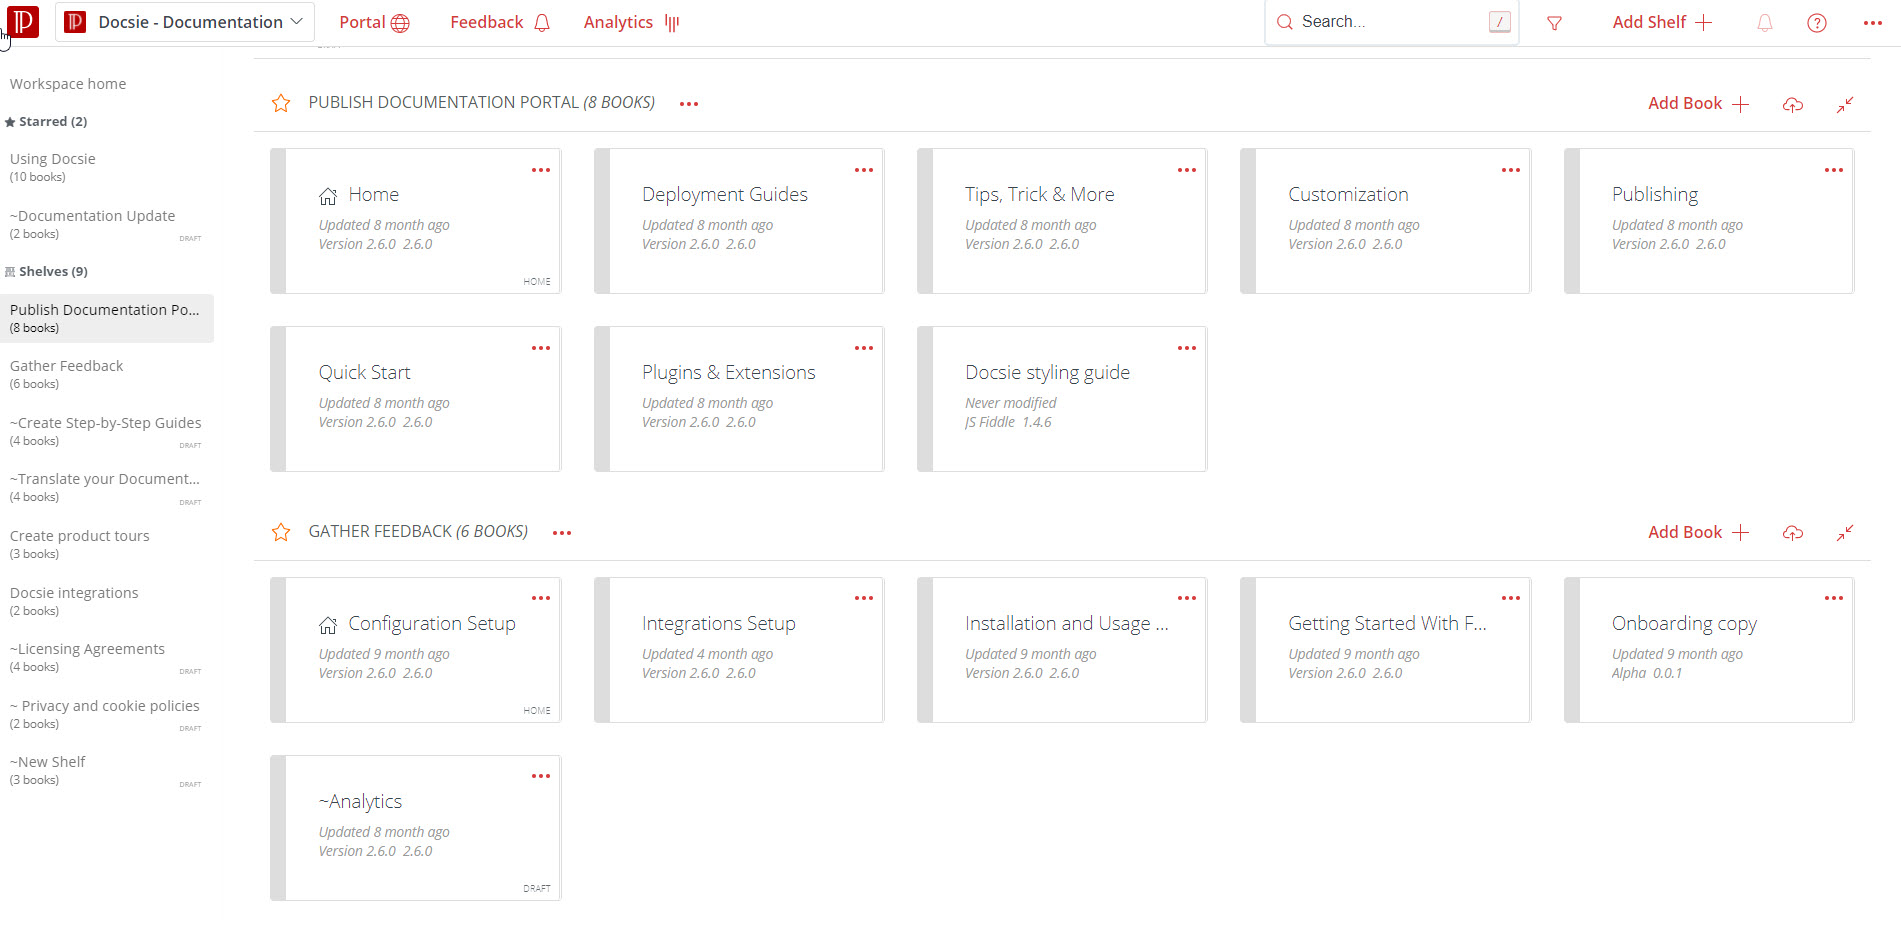 Docsie - Documentation
Portal
Feedback
Analytics
Search...
/
Add Shelf
?
Workspace home
Starred (2)
Using Docsie
(10 books)
~Documentation Update
(2 books)
DRAFT
Shelves (9)
Publish Documentation Po...
(8 books)
Gather Feedback
(6 books)
~Create Step-by-Step Guides
(4 books)
DRAFT
~Translate your Document...
(4 books)
DRAFT
Create product tours
(3 books)
Docsie integrations
(2 books)
~Licensing Agreements
(4 books)
DRAFT
~ Privacy and cookie policies
(2 books)
DRAFT
~New Shelf
(3 books)
DRAFT
PUBLISH DOCUMENTATION PORTAL (8 BOOKS)
Add Book
Home
Updated 8 month ago
Version 2.6.0 2.6.0
HOME
Deployment Guides
Updated 8 month ago
Version 2.6.0 2.6.0
Tips, Trick & More
Updated 8 month ago
Version 2.6.0 2.6.0
Customization
Updated 8 month ago
Version 2.6.0 2.6.0
Publishing
Updated 8 month ago
Version 2.6.0 2.6.0
Quick Start
Updated 8 month ago
Version 2.6.0 2.6.0
Plugins & Extensions
Updated 8 month ago
Version 2.6.0 2.6.0
Docsie styling guide
Never modified
JS Fiddle 1.4.6
GATHER FEEDBACK (6 BOOKS)
Add Book
Configuration Setup
Updated 9 month ago
Version 2.6.0 2.6.0
HOME
Integrations Setup
Updated 4 month ago
Version 2.6.0 2.6.0
Installation and Usage ...
Updated 9 month ago
Version 2.6.0 2.6.0
Getting Started With F...
Updated 9 month ago
Version 2.6.0 2.6.0
Onboarding copy
Updated 9 month ago
Alpha 0.0.1
~Analytics
Updated 8 month ago
Version 2.6.0 2.6.0
DRAFT